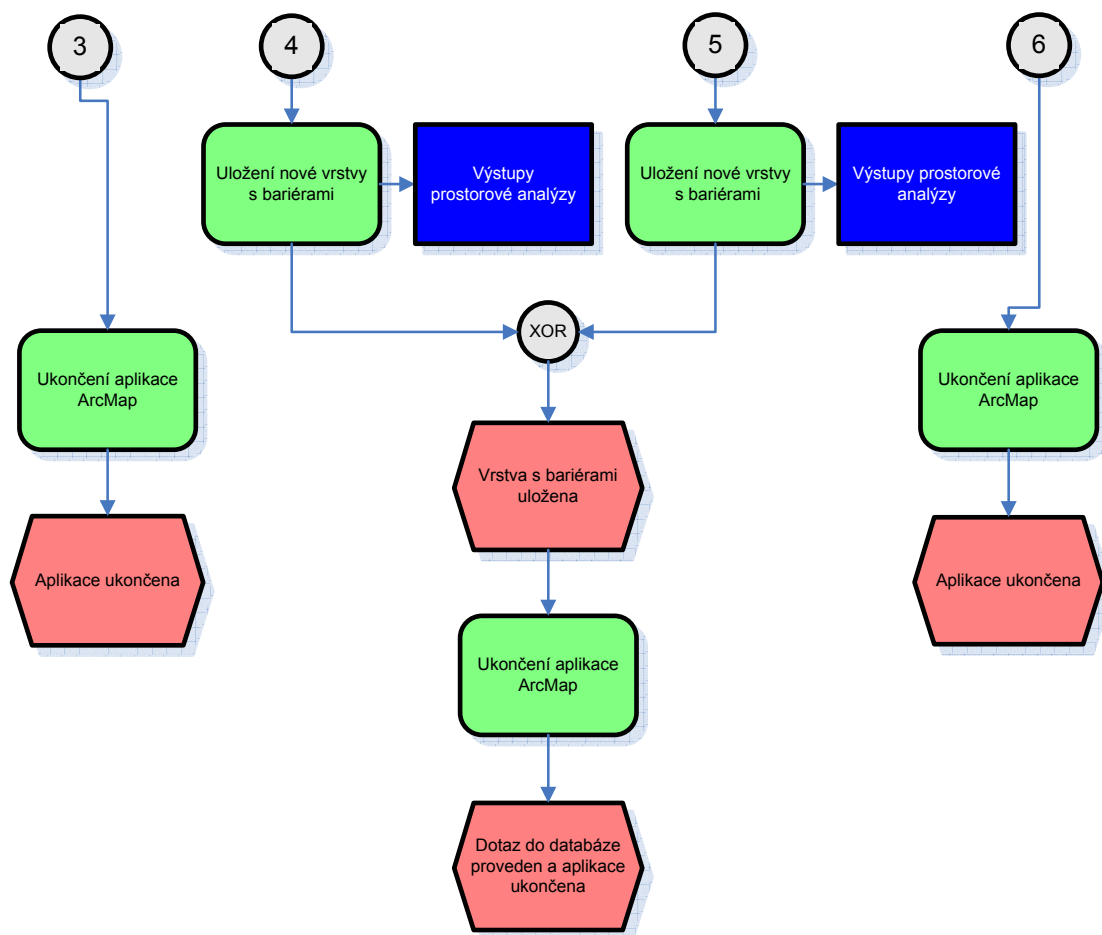 3
4
5
6
Uložení nové vrstvy
s bariérami
Výstupy
prostorové analýzy
Uložení nové vrstvy
s bariérami
Výstupy prostorové
analýzy
XOR
Ukončení aplikace
ArcMap
Ukončení aplikace
ArcMap
Vrstva s bariérami
uložena
Aplikace ukončena
Aplikace ukončena
Ukončení aplikace
ArcMap
Dotaz do databáze
proveden a aplikace
ukončena